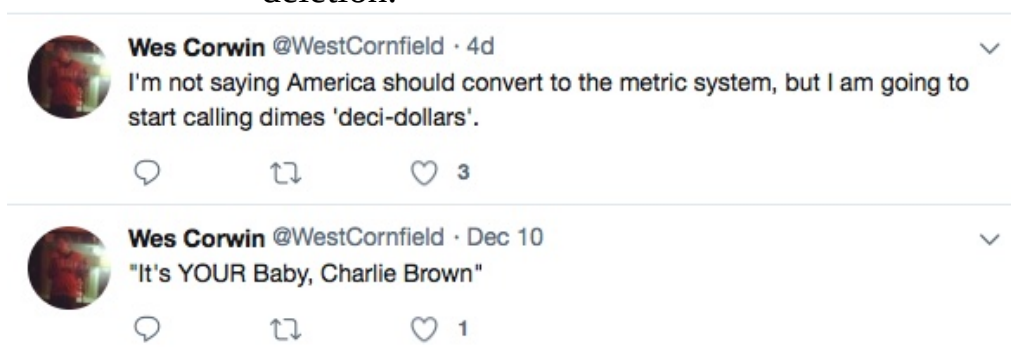 deletion.
Wes Corwin @WestCornfield · 4d
I'm not saying America should convert to the metric system, but I am going to
start calling dimes 'deci-dollars'.
3
Wes Corwin @WestCornfield · Dec 10
"It's YOUR Baby, Charlie Brown"
1